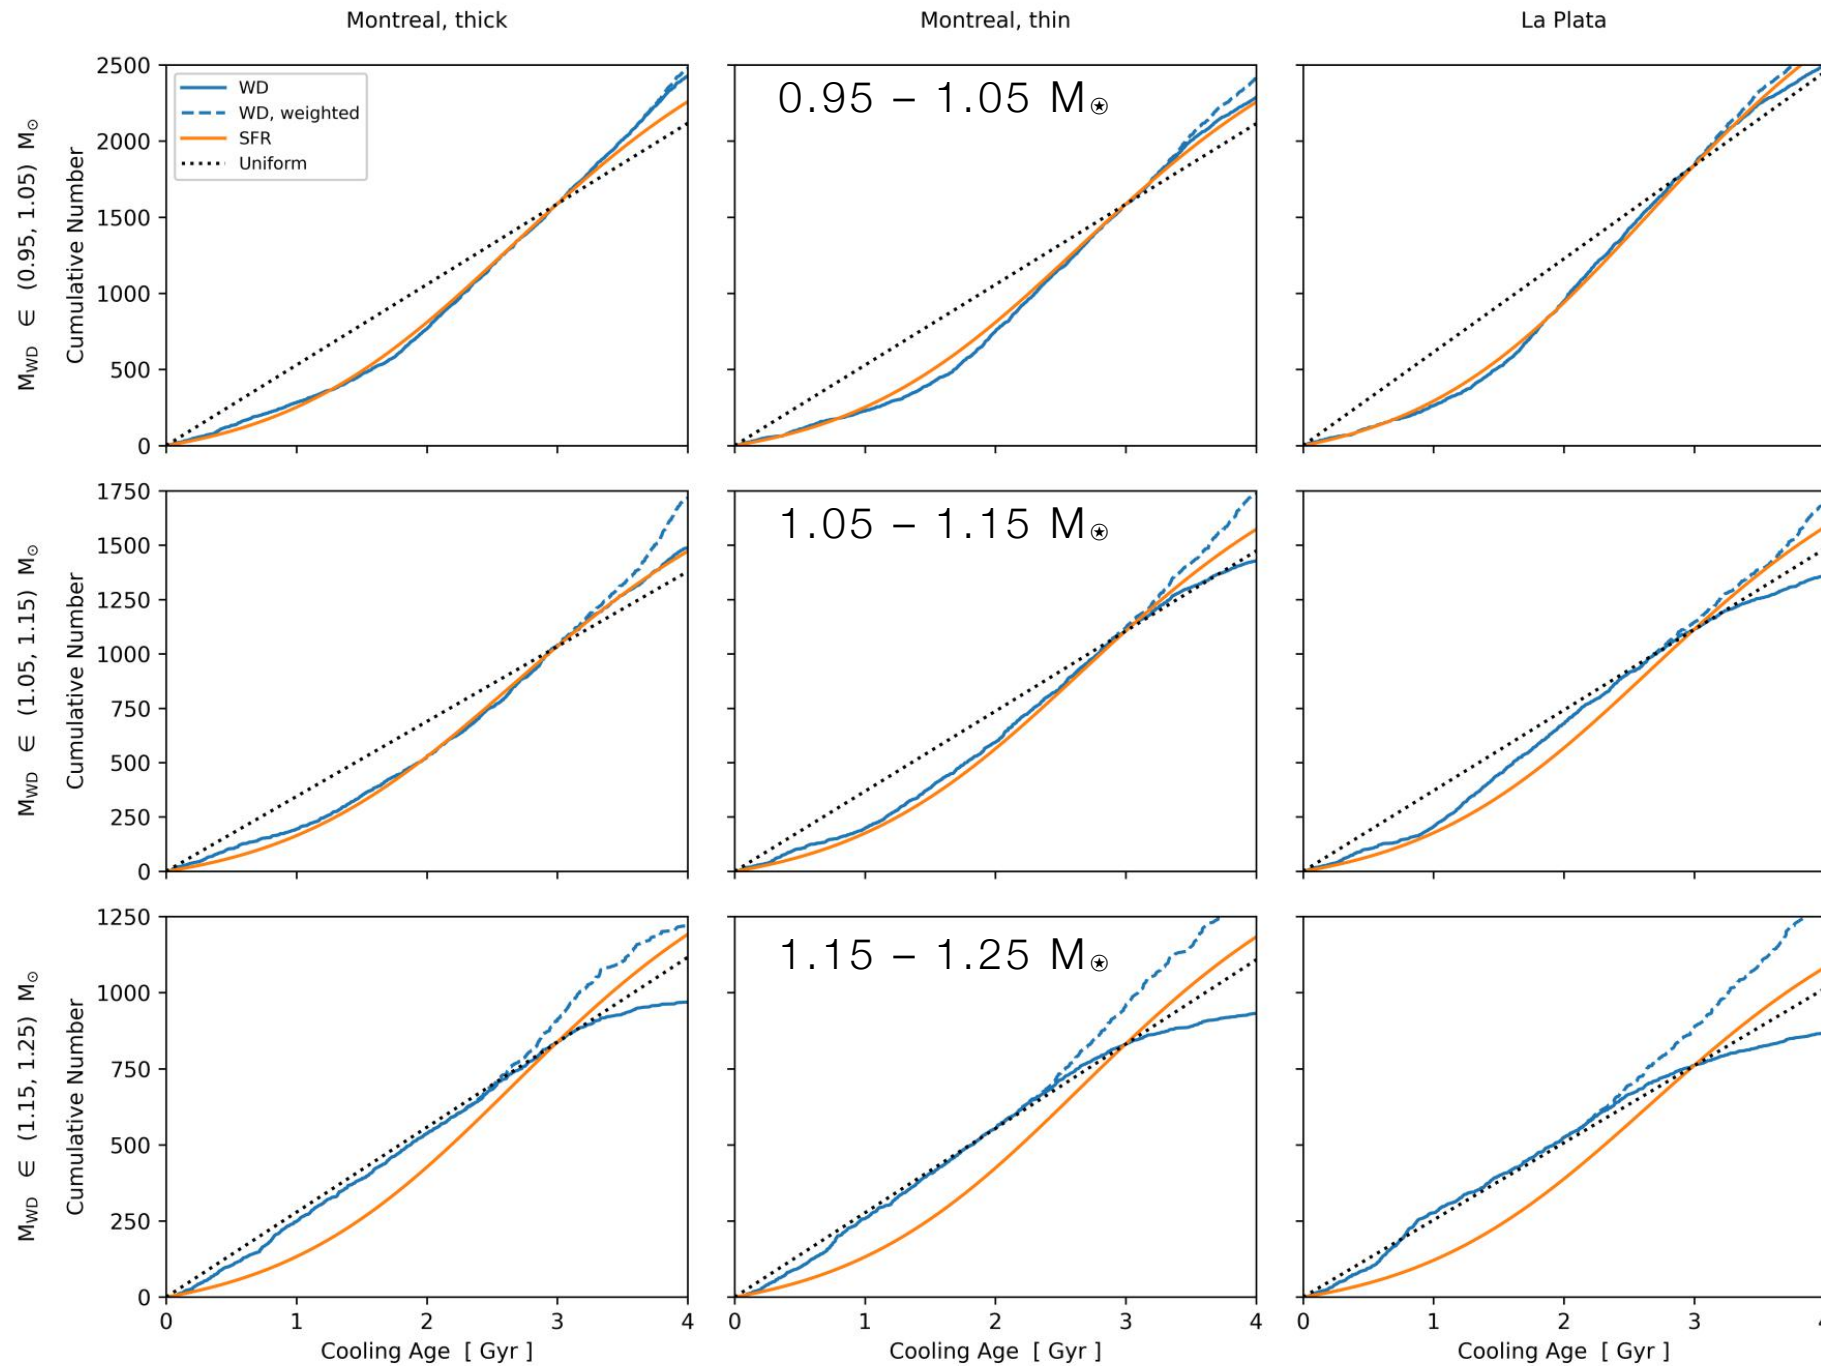 Montreal, thick
Montreal, thin
La Plata
M_WD ∈ (0.95, 1.05) M⊙
Cumulative Number
2500
2000
1500
1000
500
0
WD
WD, weighted
SFR
Uniform
0.95 – 1.05 M⍟
M_WD ∈ (1.05, 1.15) M⊙
Cumulative Number
1750
1500
1250
1000
750
500
250
0
1.05 – 1.15 M⍟
M_WD ∈ (1.15, 1.25) M⊙
Cumulative Number
1250
1000
750
500
250
0
1.15 – 1.25 M⍟
0 1 2 3 4
0 1 2 3 4
0 1 2 3
Cooling Age [ Gyr ]
Cooling Age [ Gyr ]
Cooling Age [ Gyr ]